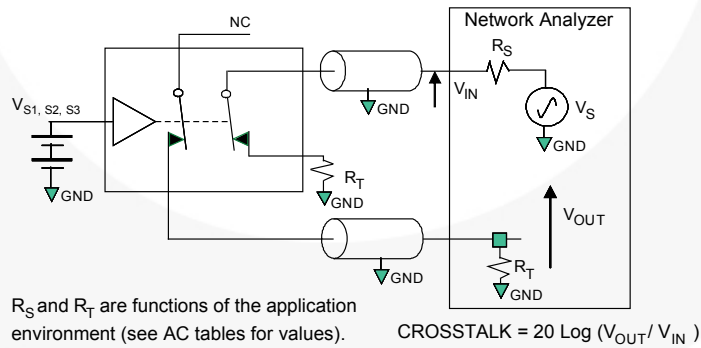 NC
Network Analyzer
R_S
V_S1, S2, S3
GND
V_IN
V_S
GND
GND
R_T
GND
V_OUT
GND
R_T
GND
R_S and R_T are functions of the application
environment (see AC tables for values).
CROSSTALK = 20 Log (V_OUT/ V_IN )